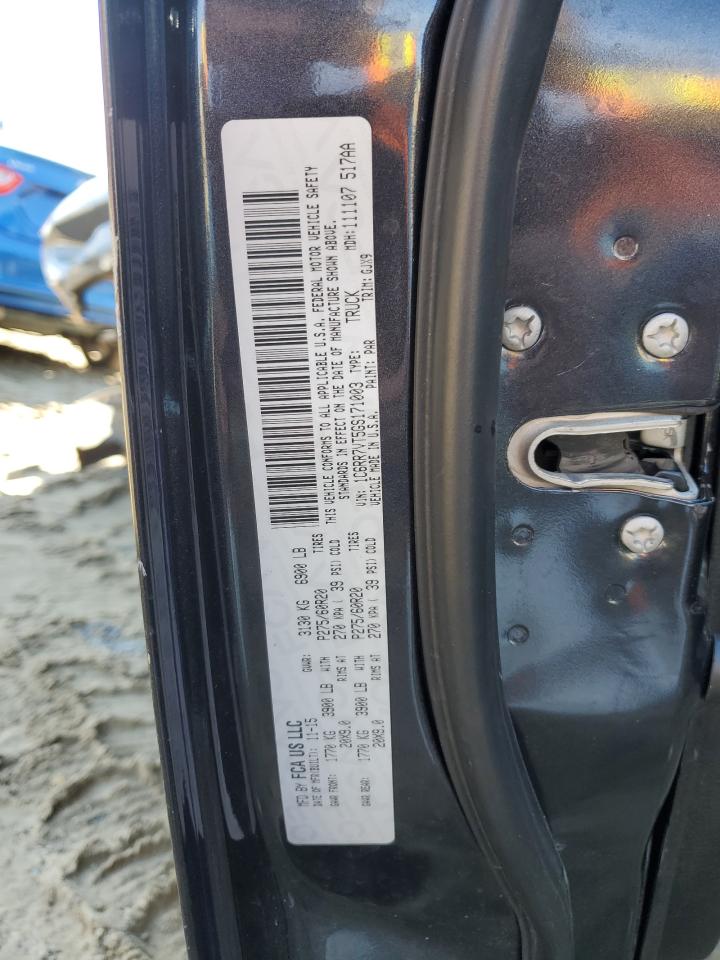 MFD BY FCA US LLC
DATE OF MFR(BUILT): 11-15 GVWR: 3130 KG 6900 LB
GAWR FRONT: 1770 KG 3900 LB WITH P275/60R20 TIRES
20X9.0 RIMS AT 270 KPA ( 39 PSI) COLD
GAWR REAR: 1770 KG 3900 LB WITH P275/60R20 TIRES
20X9.0 RIMS AT 270 KPA ( 39 PSI) COLD
THIS VEHICLE CONFORMS TO ALL APPLICABLE U.S.A. FEDERAL MOTOR VEHICLE SAFETY
STANDARDS IN EFFECT ON THE DATE OF MANUFACTURE SHOWN ABOVE.
VIN: 1C6RR7VT5GS171003 TYPE: TRUCK MDH:111107 517AA
VEHICLE MADE IN U.S.A. PAINT: PAR TRIM: GJX9